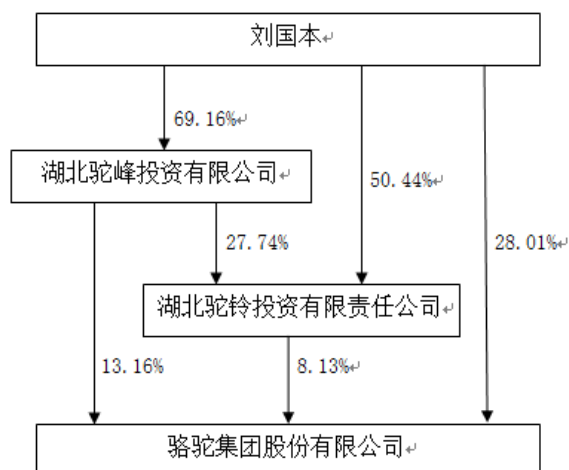 刘国本
69.16%
湖北驼峰投资有限公司
50.44%
27.74%
28.01%
湖北驼铃投资有限责任公司
13.16%
8.13%
骆驼集团股份有限公司